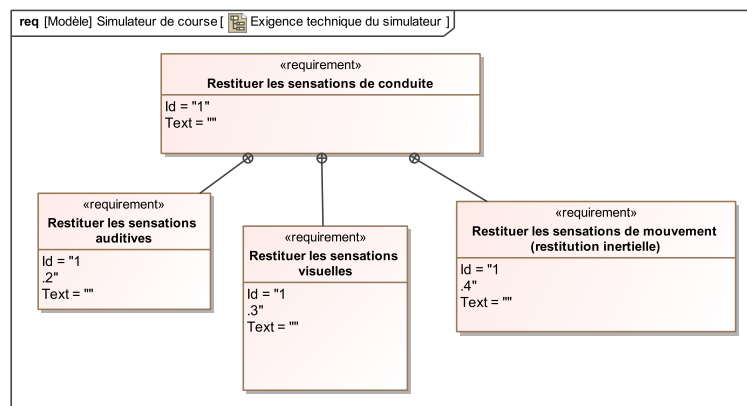 req [Modèle] Simulateur de course [ Exigence technique du simulateur ]
«requirement»
Restituer les sensations de conduite
Id = "1"
Text = ""
«requirement»
Restituer les sensations
auditives
Id = "1
.2"
Text = ""
«requirement»
Restituer les sensations
visuelles
Id = "1
.3"
Text = ""
«requirement»
Restituer les sensations de mouvement
(restitution inertielle)
Id = "1
.4"
Text = ""